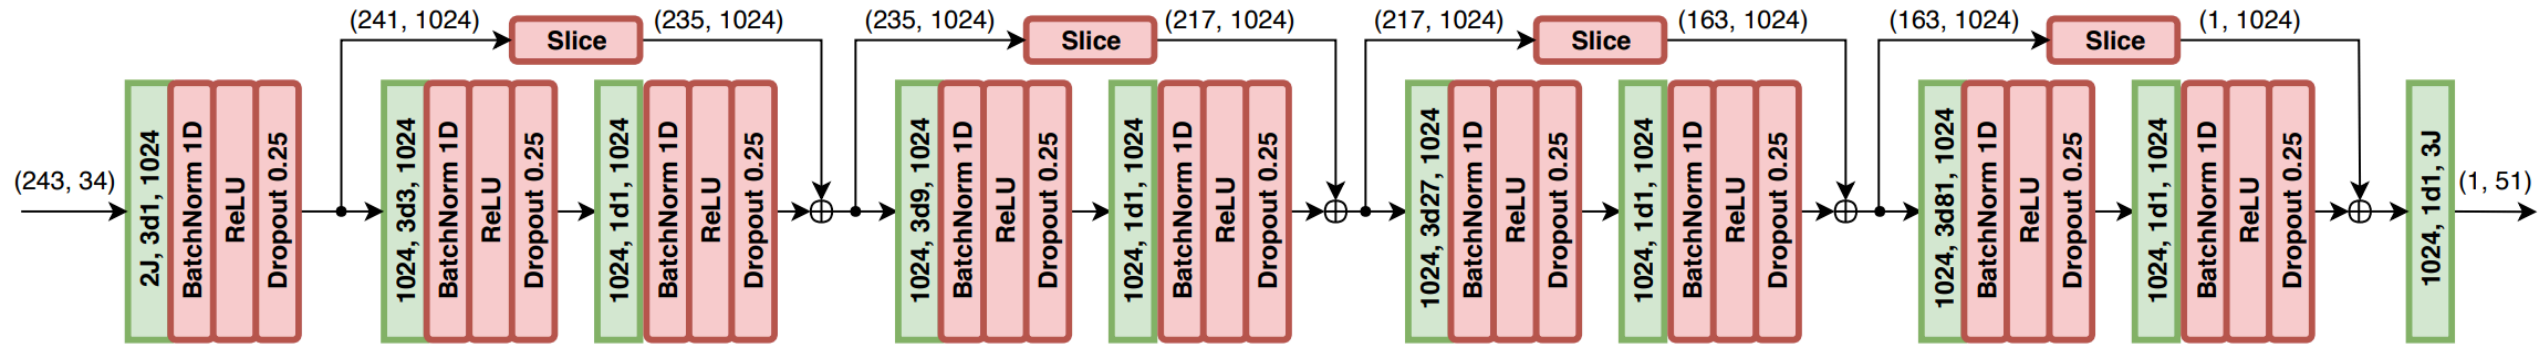 (241, 1024)
Slice
(235, 1024)
(235, 1024)
Slice
(217, 1024)
(217, 1024)
Slice
(163, 1024)
(163, 1024)
Slice
(1, 1024)
(243, 34)
2J, 3d1, 1024
BatchNorm 1D
ReLU
Dropout 0.25
1024, 3d3, 1024
BatchNorm 1D
ReLU
Dropout 0.25
1024, 1d1, 1024
BatchNorm 1D
ReLU
Dropout 0.25
1024, 3d9, 1024
BatchNorm 1D
ReLU
Dropout 0.25
1024, 1d1, 1024
BatchNorm 1D
ReLU
Dropout 0.25
1024, 3d27, 1024
BatchNorm 1D
ReLU
Dropout 0.25
1024, 1d1, 1024
BatchNorm 1D
ReLU
Dropout 0.25
1024, 3d81, 1024
BatchNorm 1D
ReLU
Dropout 0.25
1024, 1d1, 1024
BatchNorm 1D
ReLU
Dropout 0.25
1024, 1d1, 3J
(1, 51)